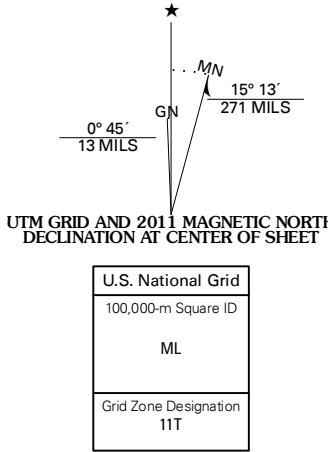 ★
MN
GN
15° 13´
271 MILS
0° 45´
13 MILS
UTM GRID AND 2011 MAGNETIC NORTH
DECLINATION AT CENTER OF SHEET
U.S. National Grid
100,000-m Square ID
ML
Grid Zone Designation
11T